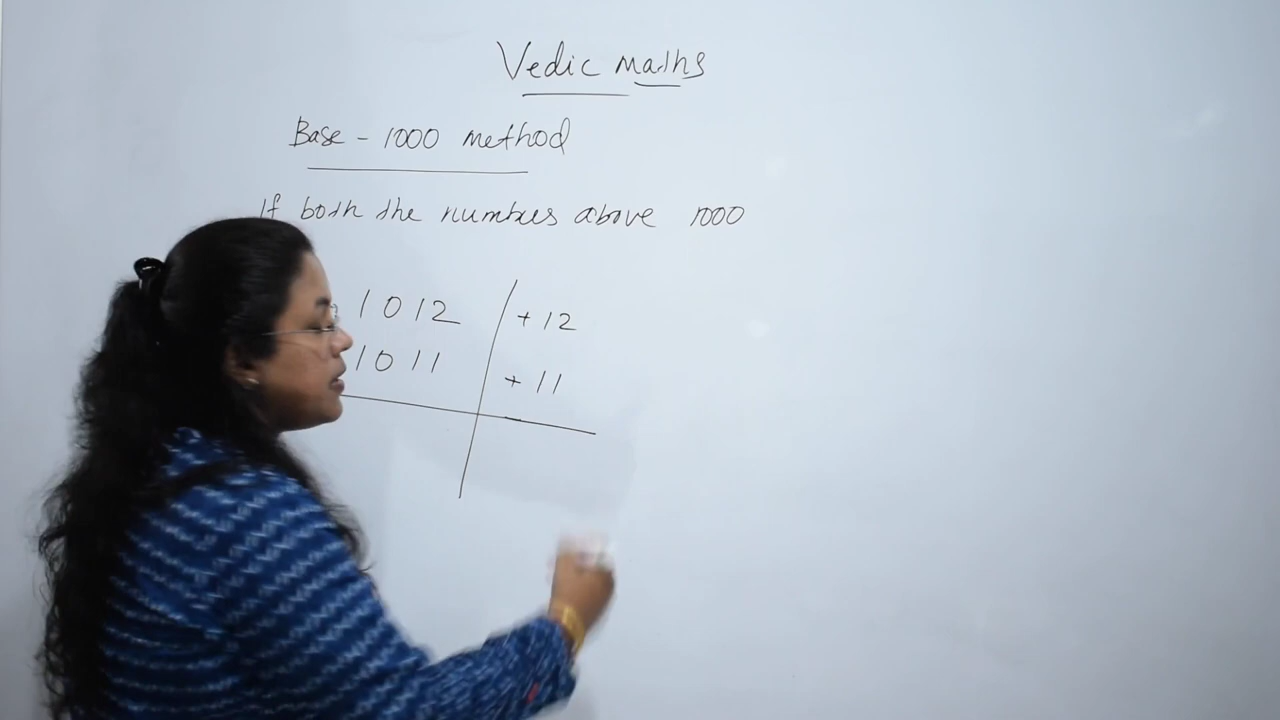 Vedic maths
Base - 1000 method
If both the numbers above 1000
1012 + 12
1011 + 11